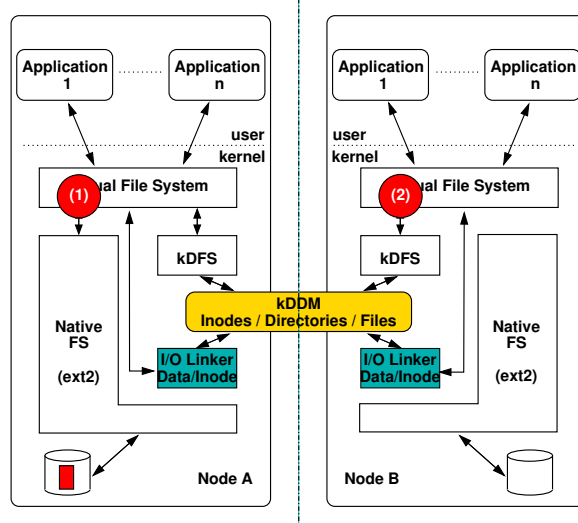 Application
1
Application
n
user
kernel
(1)
ual File System
kDFS
Native
FS
(ext2)
I/O Linker
Data/Inode
Node A
kDDM
Inodes / Directories / Files
Application
1
Application
n
user
kernel
(2)
ual File System
kDFS
I/O Linker
Data/Inode
Native
FS
(ext2)
Node B